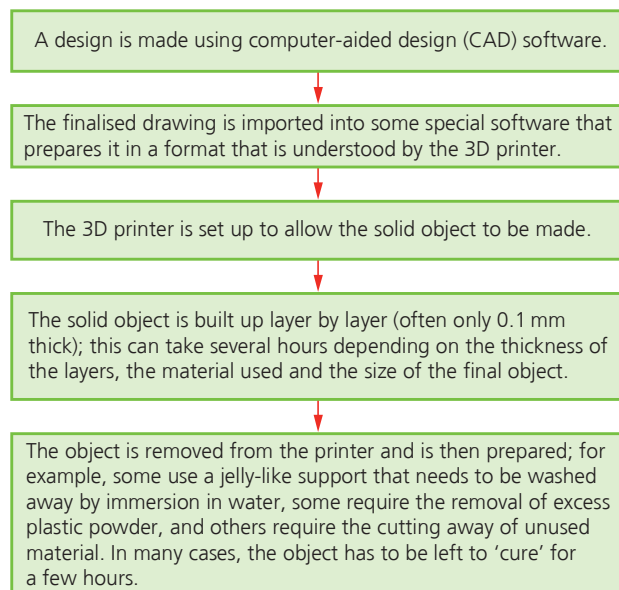 A design is made using computer-aided design (CAD) software.
The finalised drawing is imported into some special software that
prepares it in a format that is understood by the 3D printer.
The 3D printer is set up to allow the solid object to be made.
The solid object is built up layer by layer (often only 0.1 mm
thick); this can take several hours depending on the thickness of
the layers, the material used and the size of the final object.
The object is removed from the printer and is then prepared; for
example, some use a jelly-like support that needs to be washed
away by immersion in water, some require the removal of excess
plastic powder, and others require the cutting away of unused
material. In many cases, the object has to be left to ‘cure’ for
a few hours.